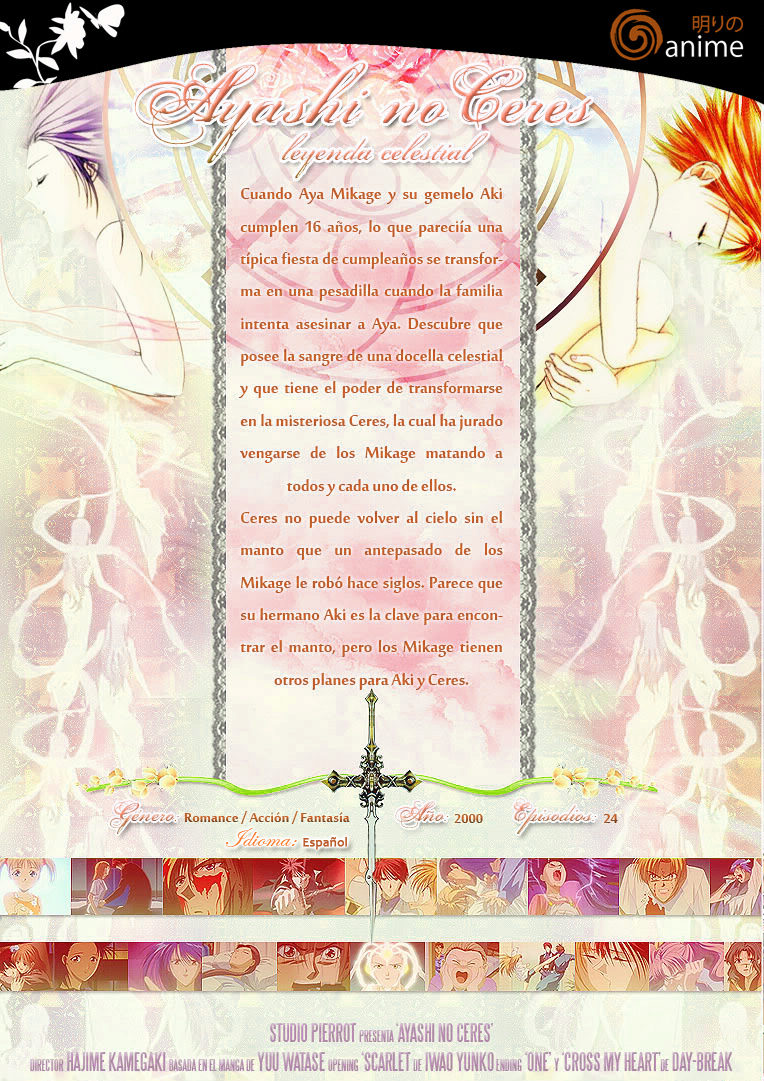 明りの
anime
Ayashi no Ceres
leyenda celestial
Cuando Aya Mikage y su gemelo Aki
cumplen 16 años, lo que pareciía una
típica fiesta de cumpleaños se transfor-
ma en una pesadilla cuando la familia
intenta asesinar a Aya. Descubre que
posee la sangre de una docella celestial
y que tiene el poder de transformarse
en la misteriosa Ceres, la cual ha jurado
vengarse de los Mikage matando a
todos y cada uno de ellos.
Ceres no puede volver al cielo sin el
manto que un antepasado de los
Mikage le robó hace siglos. Parece que
su hermano Aki es la clave para encon-
trar el manto, pero los Mikage tienen
otros planes para Aki y Ceres.
Género: Romance / Acción / Fantasía Año: 2000 Episodios: 24
Idioma: Español
STUDIO PIERROT PRESENTA 'AYASHI NO CERES'
DIRECTOR HAJIME KAMEGAKI BASADA EN EL MANGA DE YUU WATASE OPENING 'SCARLET' DE IWAO YUNKO ENDING 'ONE' Y 'CROSS MY HEART' DE DAY-BREAK